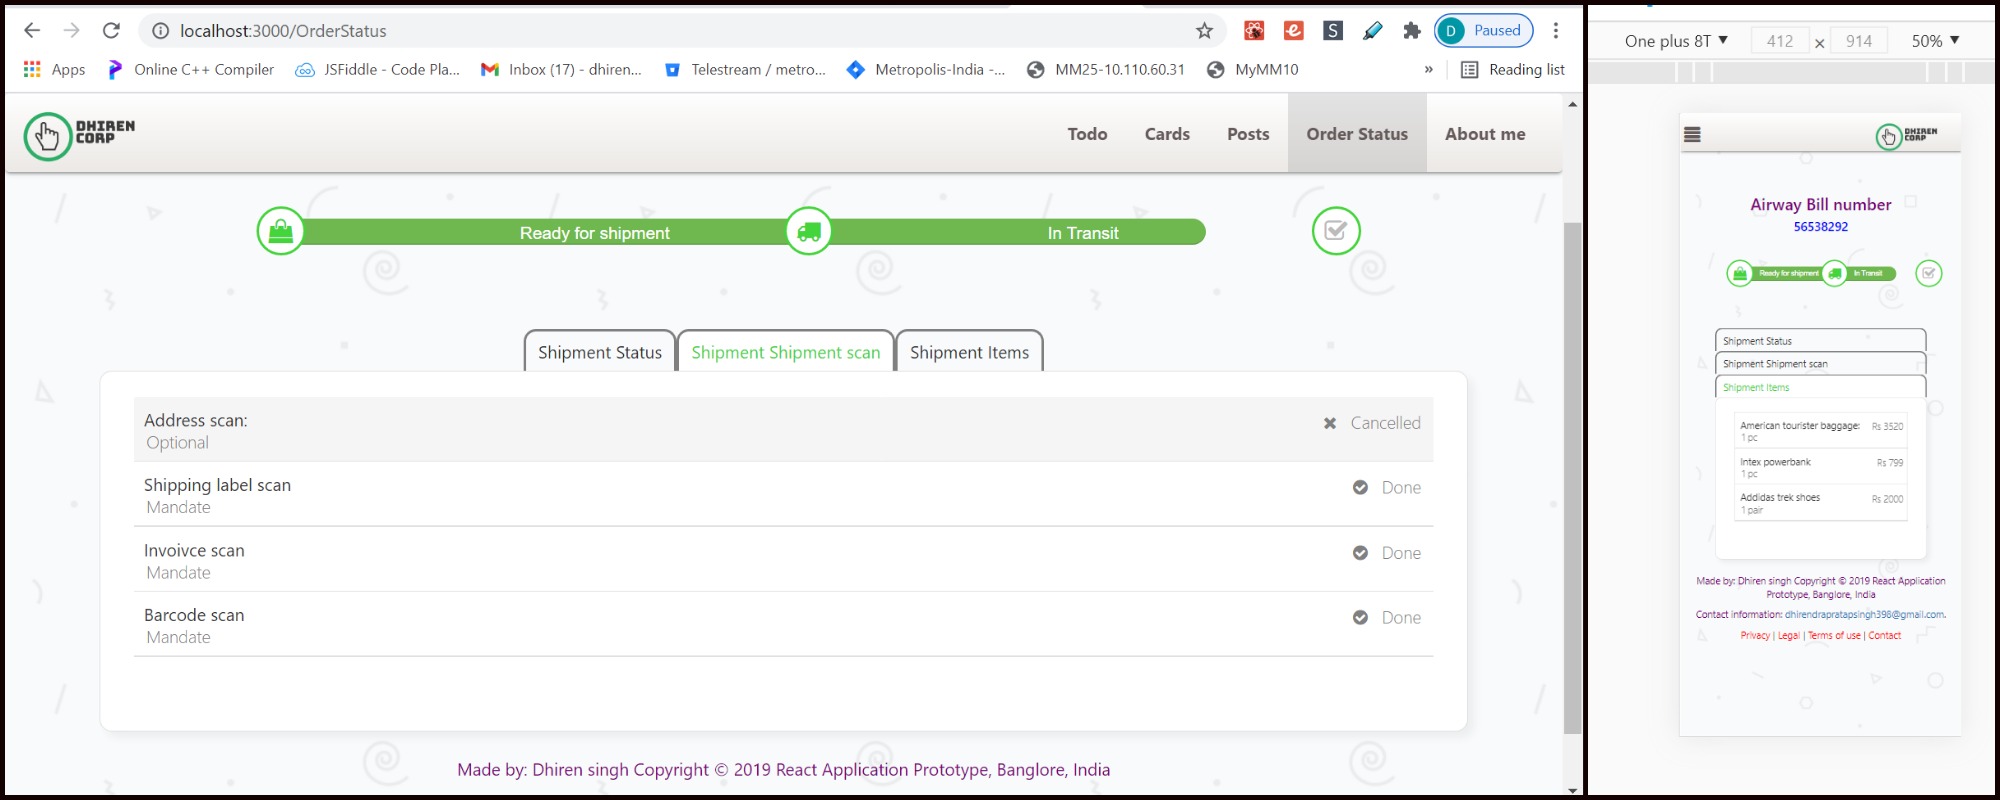 localhost:3000/OrderStatus
D Paused
Apps
Online C++ Compiler
JSFiddle - Code Pla...
Inbox (17) - dhiren...
Telestream / metro...
Metropolis-India -...
MM25-10.110.60.31
MyMM10
»
Reading list
DHIREN
CORP
Todo
Cards
Posts
Order Status
About me
Ready for shipment
In Transit
Shipment Status
Shipment Shipment scan
Shipment Items
Address scan:
Optional
Cancelled
Shipping label scan
Mandate
Done
Invoivce scan
Mandate
Done
Barcode scan
Mandate
Done
Made by: Dhiren singh Copyright © 2019 React Application Prototype, Banglore, India
One plus 8T ▼ 412 x 914 50% ▼
DHIREN
CORP
Airway Bill number
56538292
Ready for shipment
In Transit
Shipment Status
Shipment Shipment scan
Shipment Items
American tourister baggage: Rs 3520
1 pc
Intex powerbank Rs 799
1 pc
Addidas trek shoes Rs 2000
1 pair
Made by: Dhiren singh Copyright © 2019 React Application
Prototype, Banglore, India
Contact information: dhirendrapratapsingh398@gmail.com.
Privacy | Legal | Terms of use | Contact